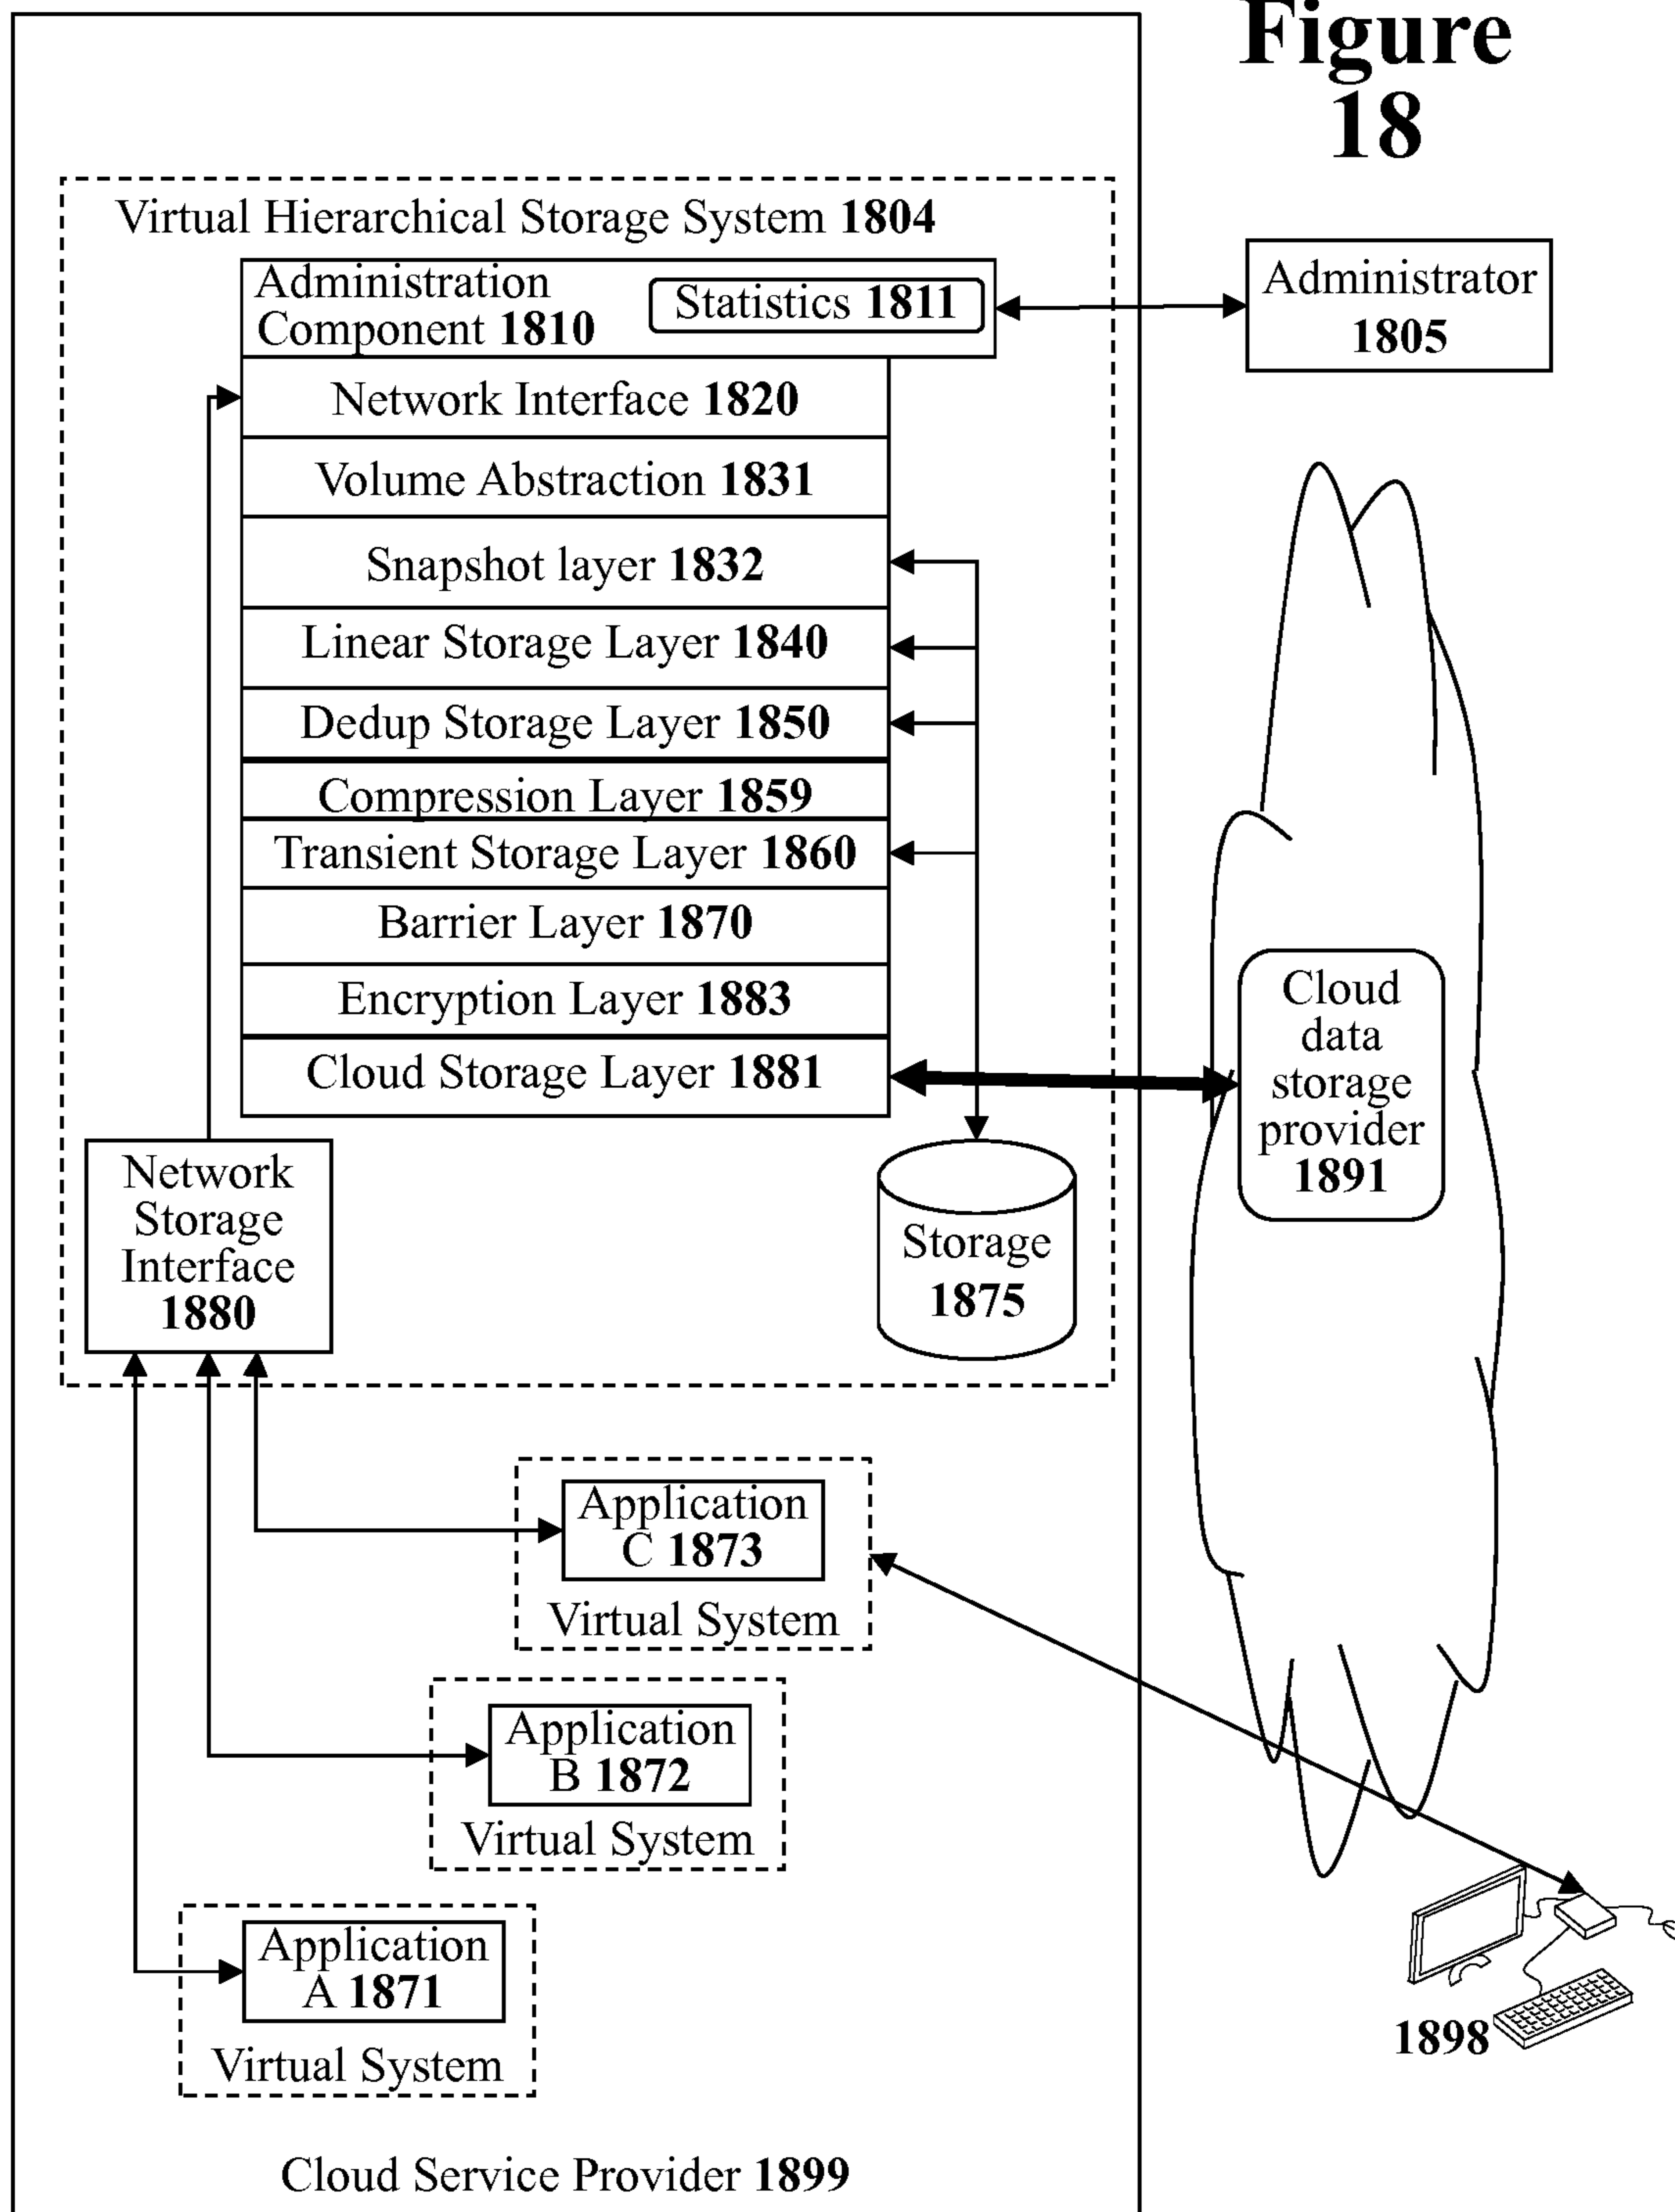 Figure
18
Virtual Hierarchical Storage System 1804
Administration
Component 1810
Statistics 1811
Administrator
1805
Network Interface 1820
Volume Abstraction 1831
Snapshot layer 1832
Linear Storage Layer 1840
Dedup Storage Layer 1850
Compression Layer 1859
Transient Storage Layer 1860
Barrier Layer 1870
Encryption Layer 1883
Cloud Storage Layer 1881
Cloud
data
storage
provider
1891
Network
Storage
Interface
1880
Storage
1875
Application
C 1873
Virtual System
Application
B 1872
Virtual System
Application
A 1871
Virtual System
1898
Cloud Service Provider 1899